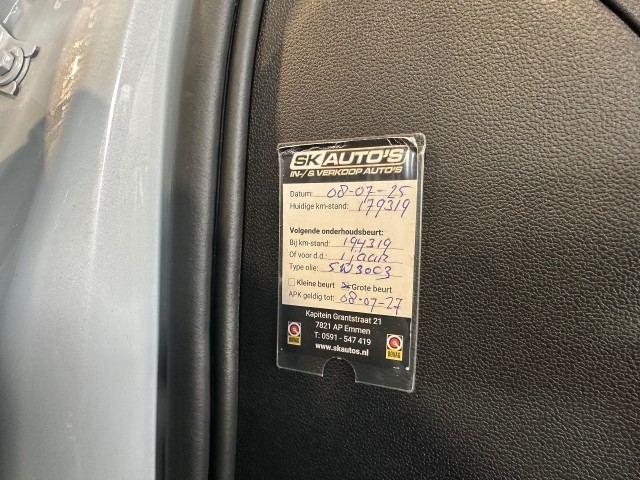 SK AUTO'S
IN-/ & VERKOOP AUTO'S
Datum: 08-07-25
Huidige km-stand: 179319
Volgende onderhoudsbeurt:
Bij km-stand: 194319
Of voor d.d.: 1 jaar
Type olie: 5W30C3
Kleine beurt Grote beurt
APK geldig tot: 08-07-27
Kapitein Grantstraat 21
7821 AP Emmen
T: 0591 - 547 419
www.skautos.nl
BOVAG BOVAG